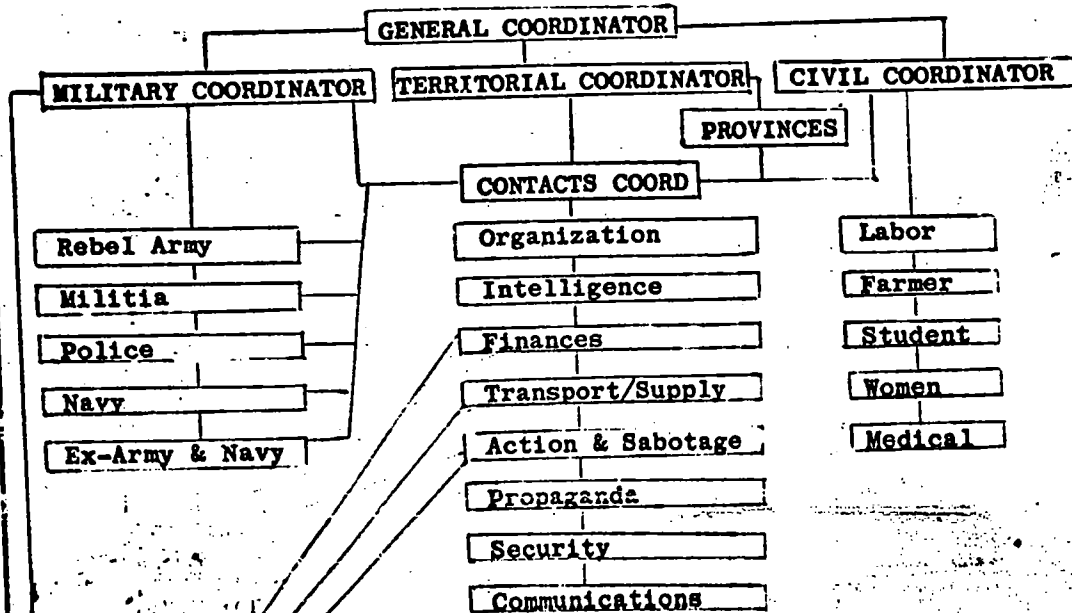 GENERAL COORDINATOR
MILITARY COORDINATOR
TERRITORIAL COORDINATOR
CIVIL COORDINATOR
PROVINCES
CONTACTS COORD
Rebel Army
Militia
Police
Navy
Ex-Army & Navy
Organization
Intelligence
Finances
Transport/Supply
Action & Sabotage
Propaganda
Security
Communications
Labor
Farmer
Student
Women
Medical